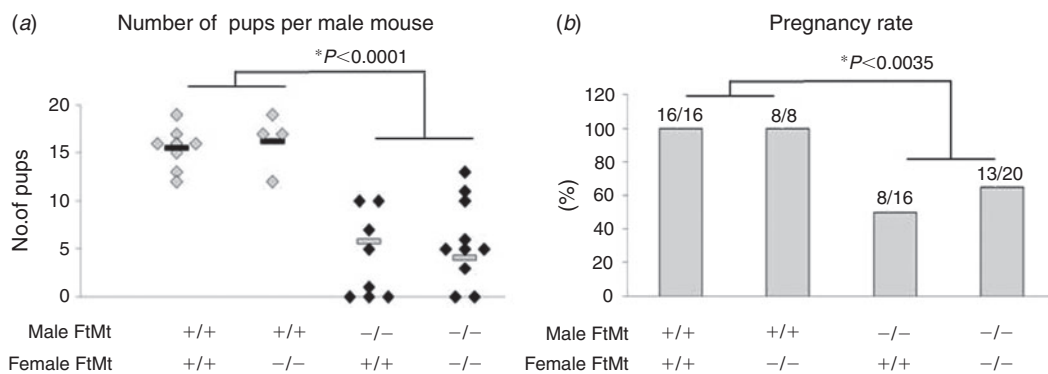 (a) Number of pups per male mouse
*P<0.0001
No.of pups
20
15
10
5
0
Male FtMt +/+ +/+ −/− −/−
Female FtMt +/+ −/− +/+ −/−
(b) Pregnancy rate
*P<0.0035
(%)
120
100
80
60
40
20
0
16/16 8/8 8/16 13/20
Male FtMt +/+ +/+ −/− −/−
Female FtMt +/+ −/− +/+ −/−